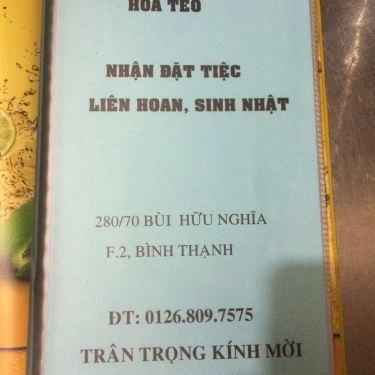 HOA TÉO
NHẬN ĐẶT TIỆC
LIÊN HOAN, SINH NHẬT
280/70 BÙI HỮU NGHĨA
F.2, BÌNH THẠNH
ĐT: 0126.809.7575
TRÂN TRỌNG KÍNH MỜI